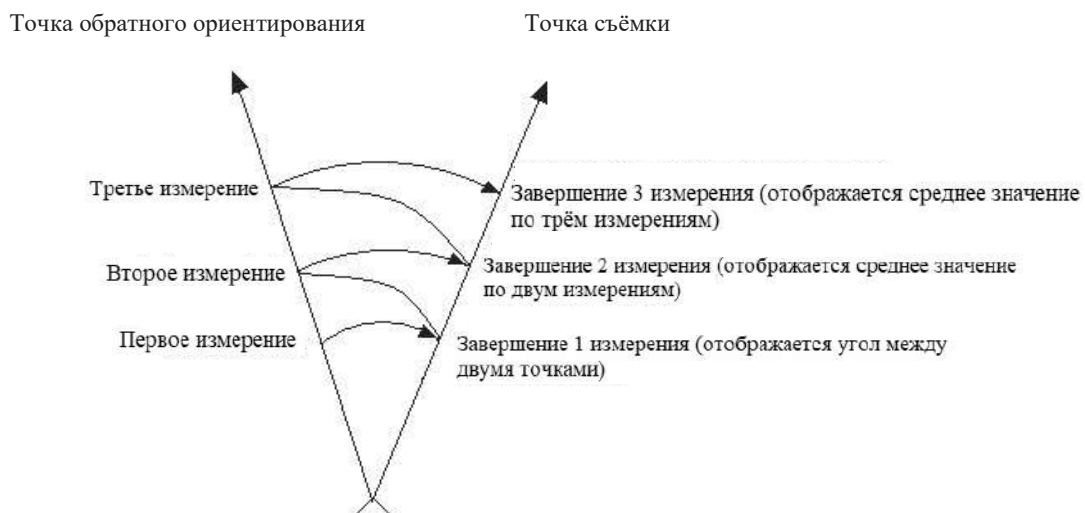 Точка обратного ориентирования
Точка съёмки
Третье измерение
Завершение 3 измерения (отображается среднее значение
по трём измерениям)
Второе измерение
Завершение 2 измерения (отображается среднее значение
по двум измерениям)
Первое измерение
Завершение 1 измерения (отображается угол между
двумя точками)